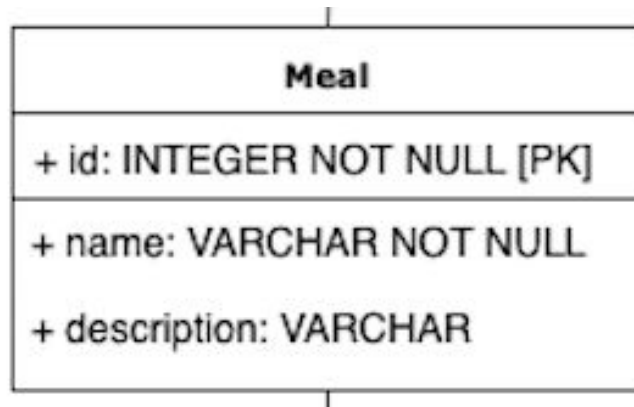 Meal
+ id: INTEGER NOT NULL [PK]
+ name: VARCHAR NOT NULL
+ description: VARCHAR